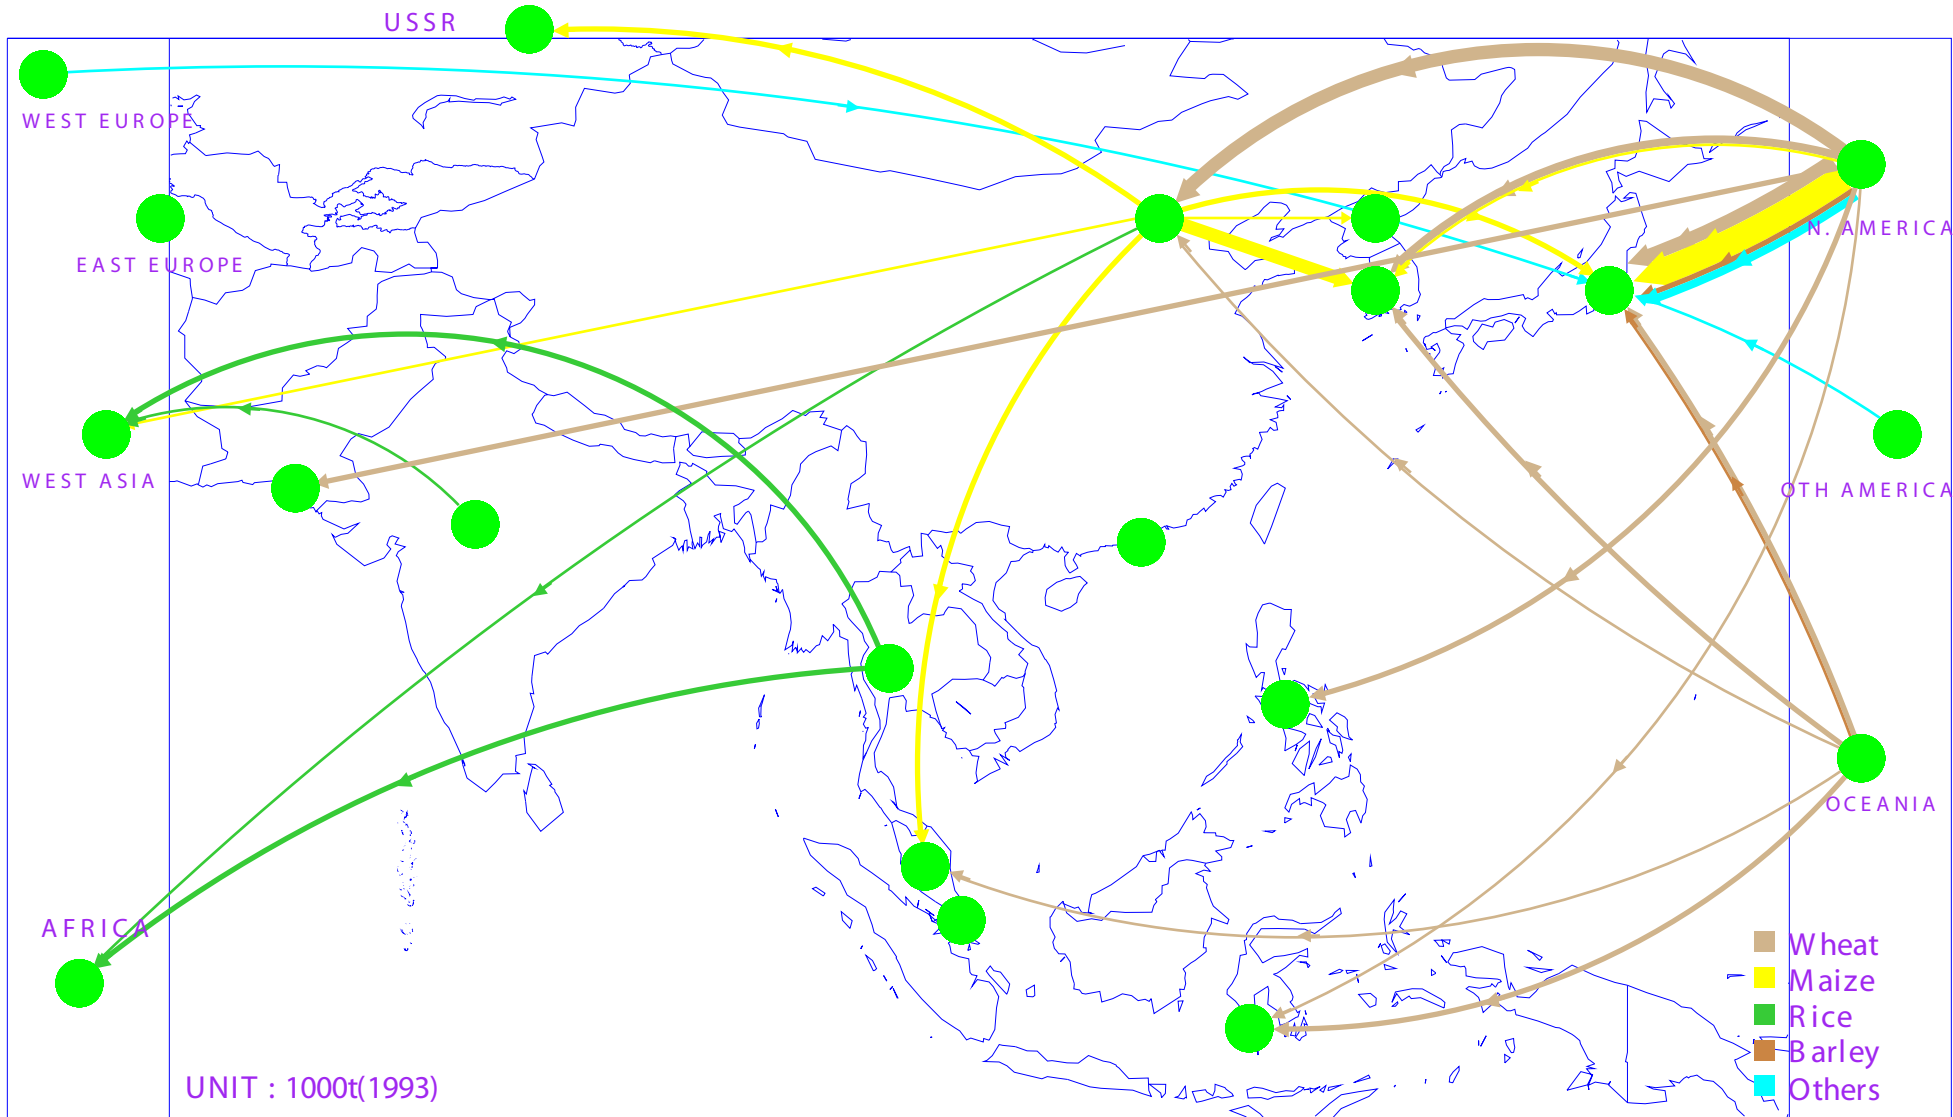 USSR
WEST EUROPE
N. AMERICA
EAST EUROPE
WEST ASIA
OTH AMERICA
OCEANIA
AFRICA
Wheat
Maize
Rice
Barley
Others
UNIT : 1000t(1993)